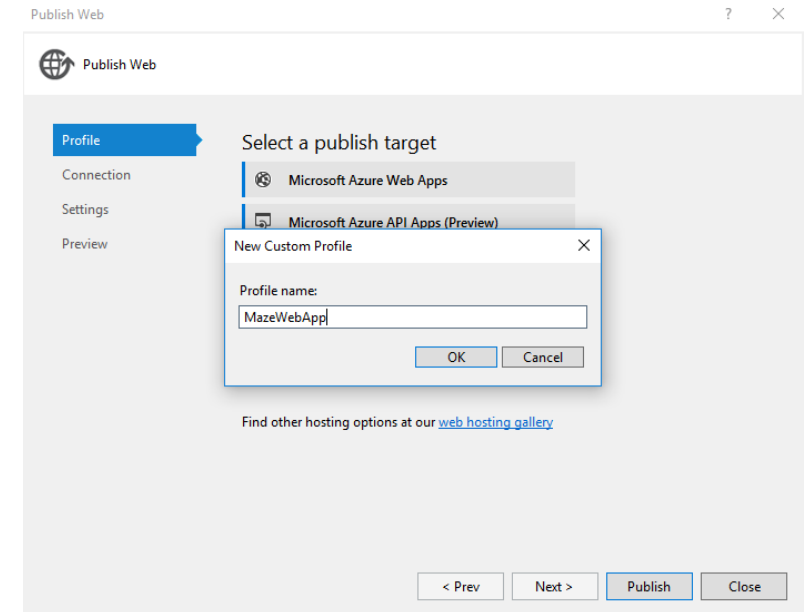 Publish Web
?
Publish Web
Profile
Connection
Settings
Preview
Select a publish target
Microsoft Azure Web Apps
Microsoft Azure API Apps (Preview)
New Custom Profile
Profile name:
MazeWebApp
OK Cancel
Find other hosting options at our web hosting gallery
< Prev Next > Publish Close